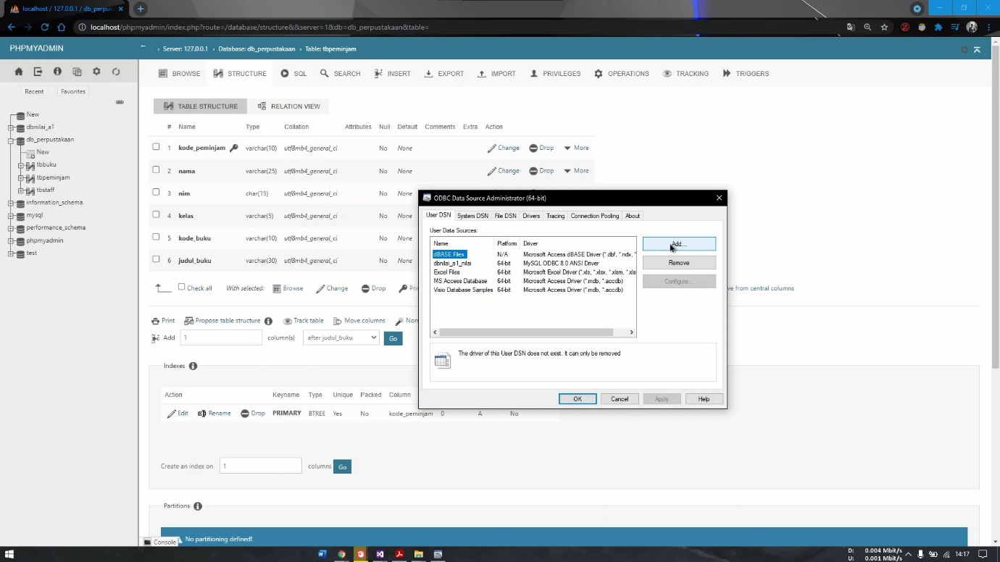 localhost / 127.0.0.1 / db_perpu
localhost/phpmyadmin/index.php?route=/database/structure&server=1&db=db_perpustakaan&table=
PHPMYADMIN
Server: 127.0.0.1 › Database: db_perpustakaan › Table: tbpeminjam
BROWSE STRUCTURE SQL SEARCH INSERT EXPORT IMPORT PRIVILEGES OPERATIONS TRACKING TRIGGERS
Recent Favorites
New
dbnilai_a1
db_perpustakaan
New
tbbuku
tbpeminjam
tbstaff
information_schema
mysql
performance_schema
phpmyadmin
test
TABLE STRUCTURE RELATION VIEW
# Name Type Collation Attributes Null Default Comments Extra Action
1 kode_peminjam varchar(10) utf8mb4_general_ci No None Change Drop More
2 nama varchar(25) utf8mb4_general_ci No None Change Drop More
3 nim char(15) utf8mb4_general_ci No None
4 kelas varchar(5) utf8mb4_general_ci No None
5 kode_buku varchar(10) utf8mb4_general_ci No None
6 judul_buku varchar(30) utf8mb4_general_ci No None
Check all With selected: Browse Change Drop Pri
ve from central columns
Print Propose table structure Track table Move columns Nor
Add 1 column(s) after judul_buku Go
Indexes
Action Keyname Type Unique Packed Column
Edit Rename Drop PRIMARY BTREE Yes No kode_peminjam 0 A No
Create an index on 1 columns Go
Partitions
No partitioning defined!
Console
ODBC Data Source Administrator (64-bit)
User DSN System DSN File DSN Drivers Tracing Connection Pooling About
User Data Sources:
Name Platform Driver
dBASE Files N/A Microsoft Access dBASE Driver (*.dbf, *.ndx, *
dbnilai_a1_nilai 64-bit MySQL ODBC 8.0 ANSI Driver
Excel Files 64-bit Microsoft Excel Driver (*.xls, *.xlsx, *.xlsm, *.xls
MS Access Database 64-bit Microsoft Access Driver (*.mdb, *.accdb)
Visio Database Samples 64-bit Microsoft Access Driver (*.mdb, *.accdb)
Add...
Remove
Configure...
The driver of this User DSN does not exist. It can only be removed
OK Cancel Apply Help
D: 0.004 Mbit/s
U: 0.001 Mbit/s
14:17